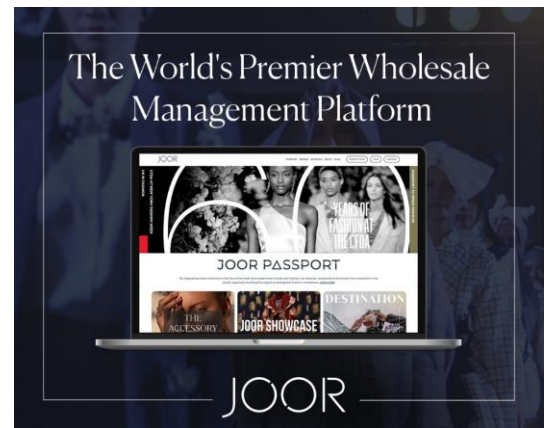 The World's Premier Wholesale
Management Platform
JOOR
YEARS OF
FASHION AT
THE CFDA
JOOR PASSPORT
THE
ACCESSORY
JOOR SHOWCASE
DESTINATION
JOOR